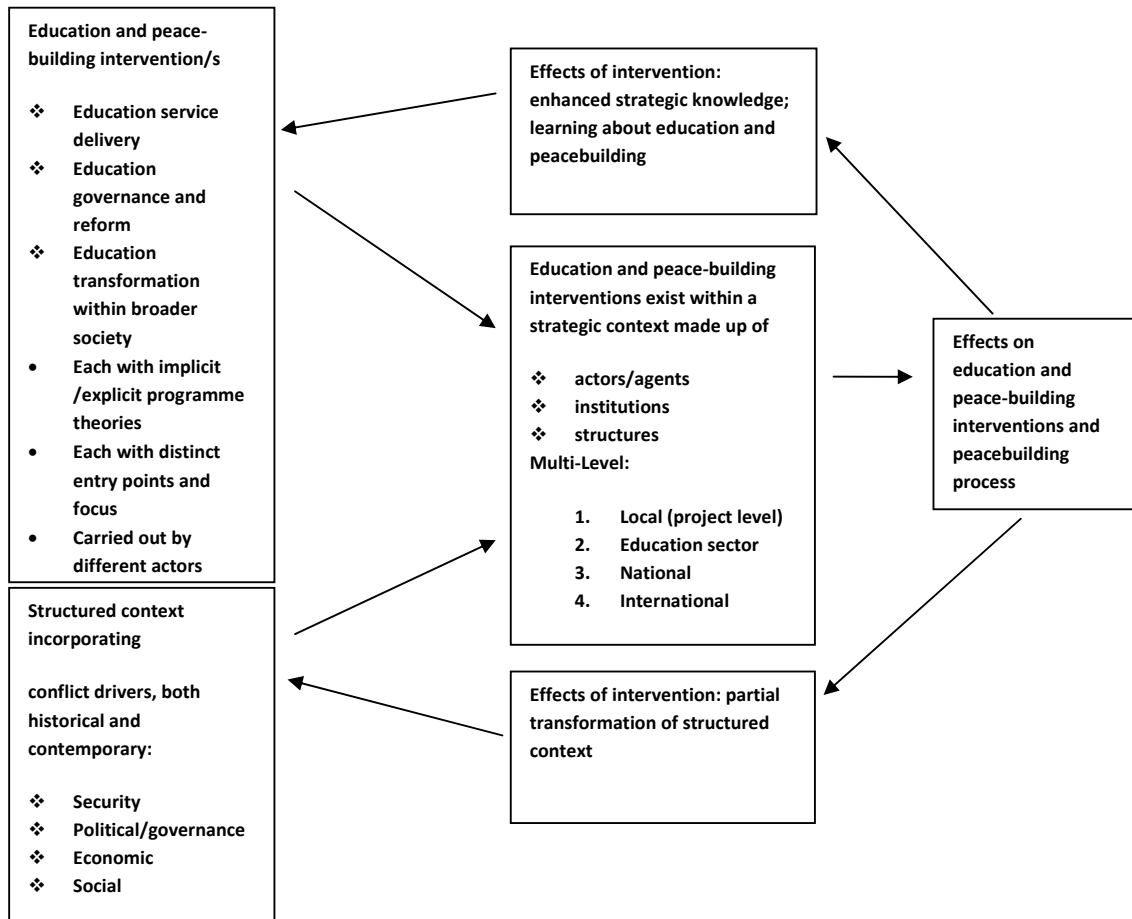 Education and peace-
building intervention/s
❖ Education service
delivery
❖ Education
governance and
reform
❖ Education
transformation
within broader
society
• Each with implicit
/explicit programme
theories
• Each with distinct
entry points and
focus
• Carried out by
different actors
Structured context
incorporating
conflict drivers, both
historical and
contemporary:
❖ Security
❖ Political/governance
❖ Economic
❖ Social
Effects of intervention:
enhanced strategic knowledge;
learning about education and
peacebuilding
Education and peace-building
interventions exist within a
strategic context made up of
❖ actors/agents
❖ institutions
❖ structures
Multi-Level:
1. Local (project level)
2. Education sector
3. National
4. International
Effects of intervention: partial
transformation of structured
context
Effects on
education and
peace-building
interventions and
peacebuilding
process